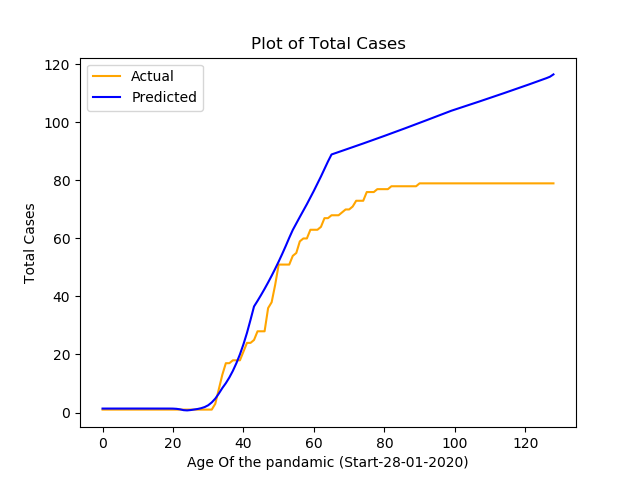 Plot of Total Cases
Actual
Predicted
Total Cases
120
100
80
60
40
20
0
0 20 40 60 80 100 120
Age Of the pandamic (Start-28-01-2020)